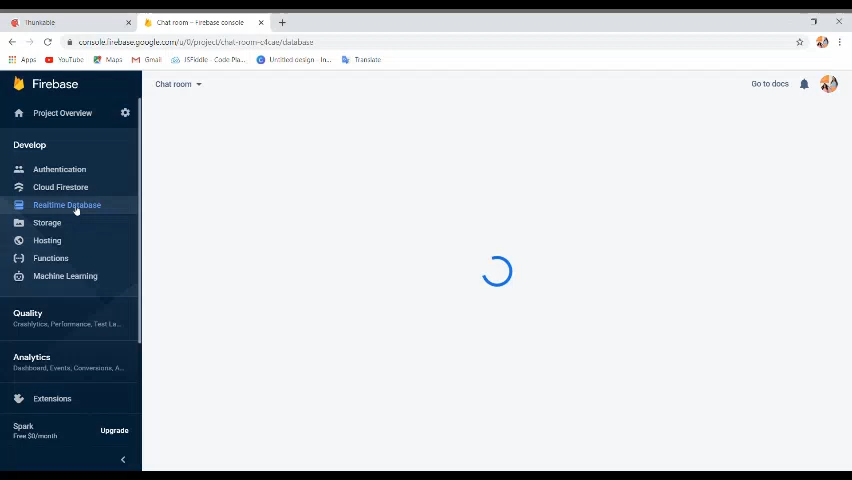 Thunkable
Chat room – Firebase console
console.firebase.google.com/u/0/project/chat-room-c4cae/database
Apps YouTube Maps Gmail JSFiddle - Code Pla... Untitled design - In... Translate
Firebase
Chat room
Go to docs
Project Overview
Develop
Authentication
Cloud Firestore
Realtime Database
Storage
Hosting
Functions
Machine Learning
Quality
Crashlytics, Performance, Test La...
Analytics
Dashboard, Events, Conversions, A...
Extensions
Spark
Free $0/month
Upgrade